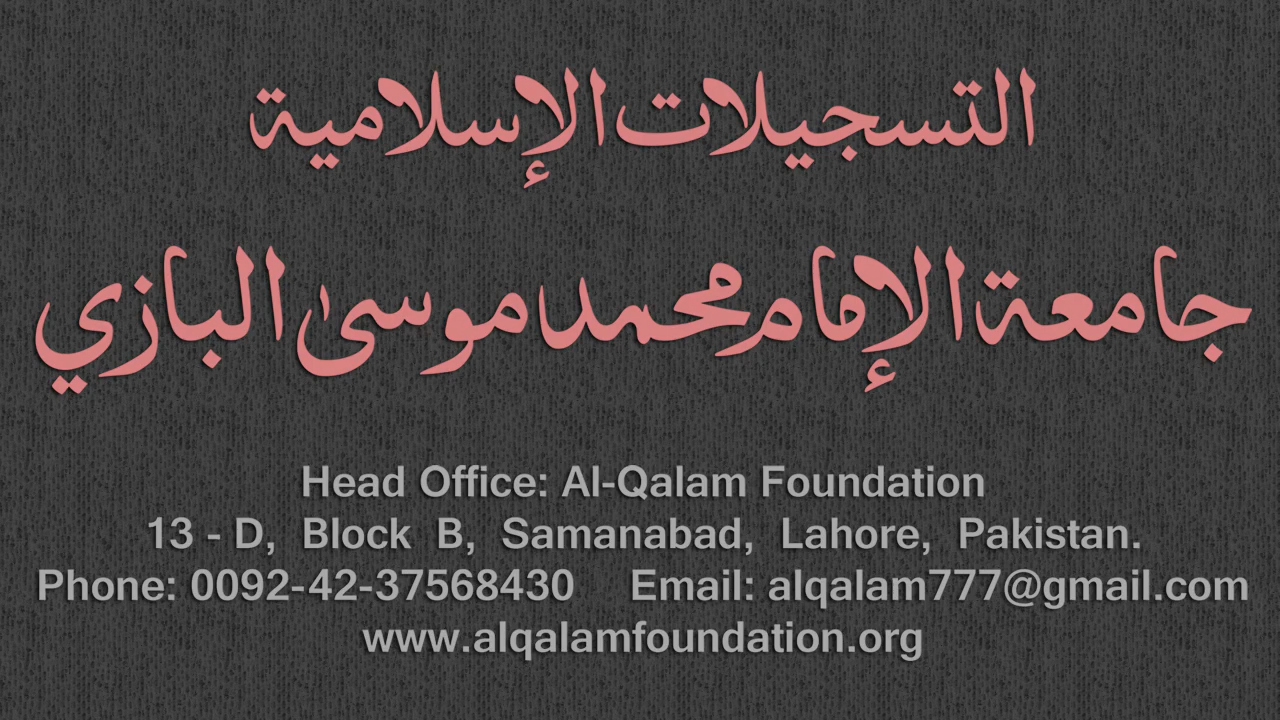 التسجيلات الإسلامية
جامعة الإمام محمد موسىٰ البازي
Head Office: Al-Qalam Foundation
13 - D, Block B, Samanabad, Lahore, Pakistan.
Phone: 0092-42-37568430 Email: alqalam777@gmail.com
www.alqalamfoundation.org